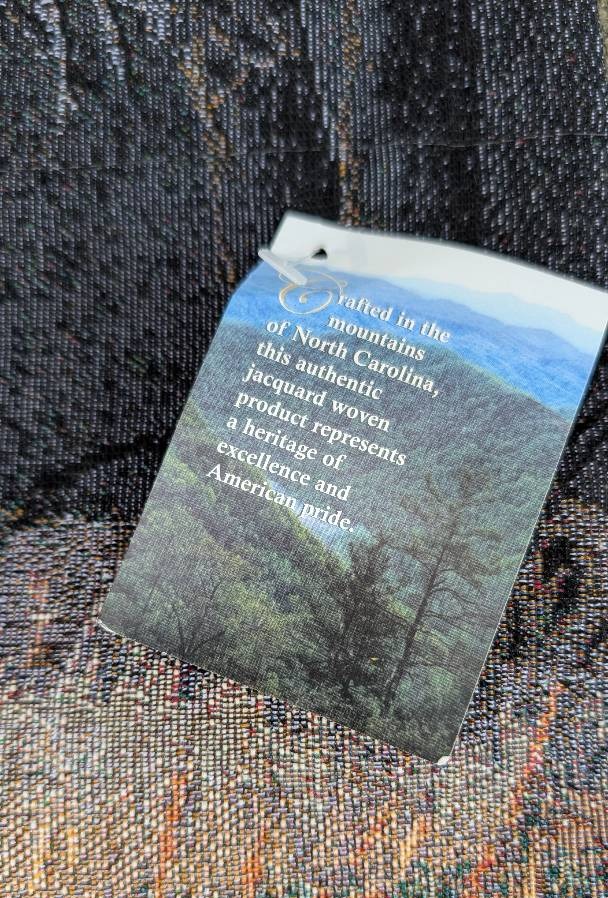 Crafted in the
mountains
of North Carolina,
this authentic
jacquard woven
product represents
a heritage of
excellence and
American pride.